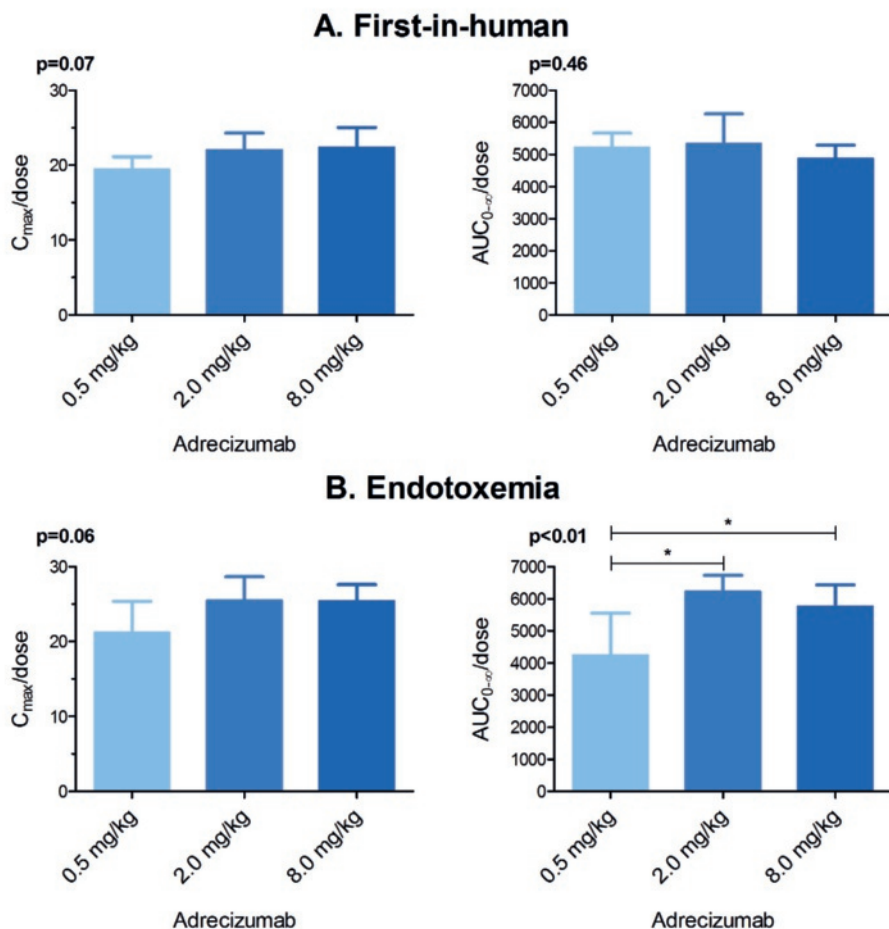 A. First-in-human
p=0.07
30
20
10
0
Cmax/dose
0.5 mg/kg
2.0 mg/kg
8.0 mg/kg
Adrecizumab
p=0.46
7000
6000
5000
4000
3000
2000
1000
0
AUC0-∞/dose
0.5 mg/kg
2.0 mg/kg
8.0 mg/kg
Adrecizumab
B. Endotoxemia
p=0.06
30
20
10
0
Cmax/dose
0.5 mg/kg
2.0 mg/kg
8.0 mg/kg
Adrecizumab
p<0.01
*
*
7000
6000
5000
4000
3000
2000
1000
0
AUC0-∞/dose
0.5 mg/kg
2.0 mg/kg
8.0 mg/kg
Adrecizumab